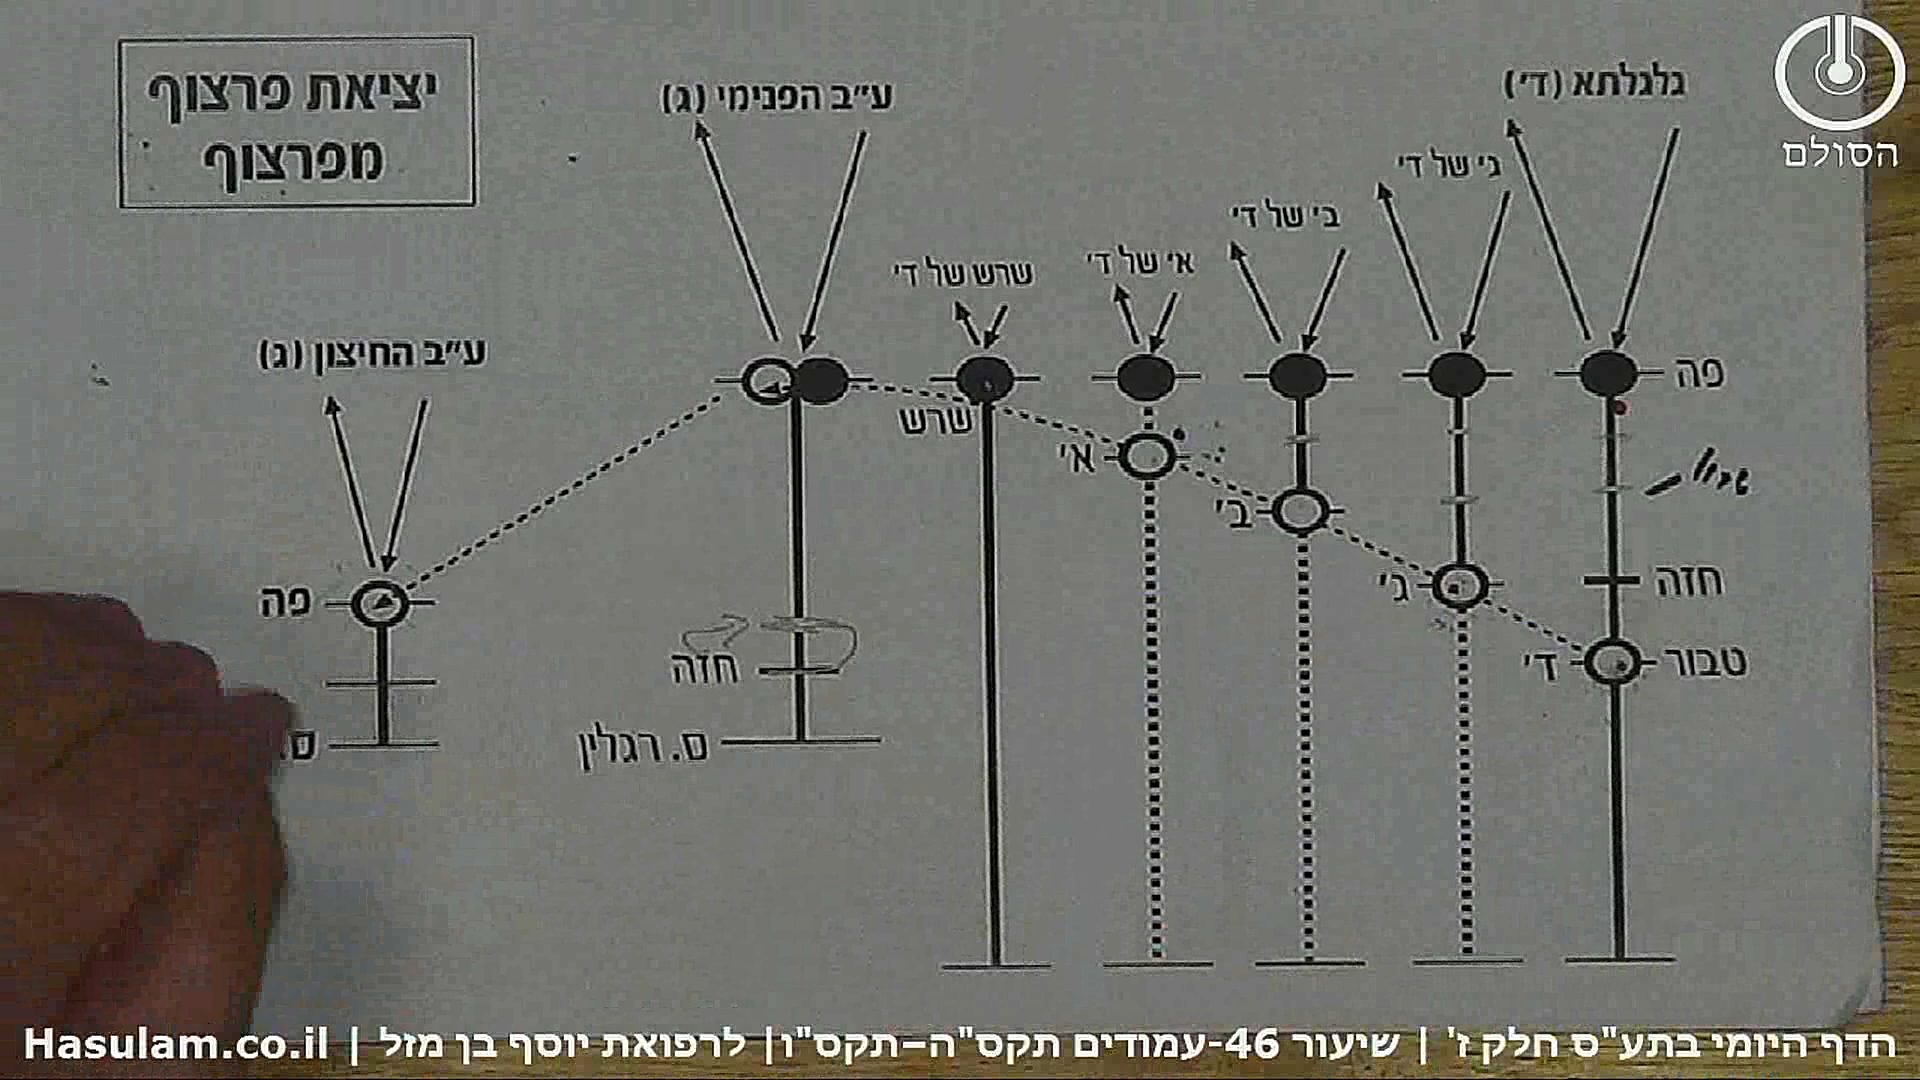 יציאת פרצוף
מפרצוף
גלגלתא (ד')
ג' של ד'
ב' של ד'
א' של ד'
שרש של ד'
ע"ב הפנימי (ג)
ע"ב החיצון (ג)
הסולם
פה
שרש
א'
ב'
ג'
חזה
ד'
טבור
חזה
ס. רגלין
פה
ס.
הדף היומי בתע"ס חלק ז' | שיעור 46-עמודים תקס"ה–תקס"ו| לרפואת יוסף בן מזל | Hasulam.co.il